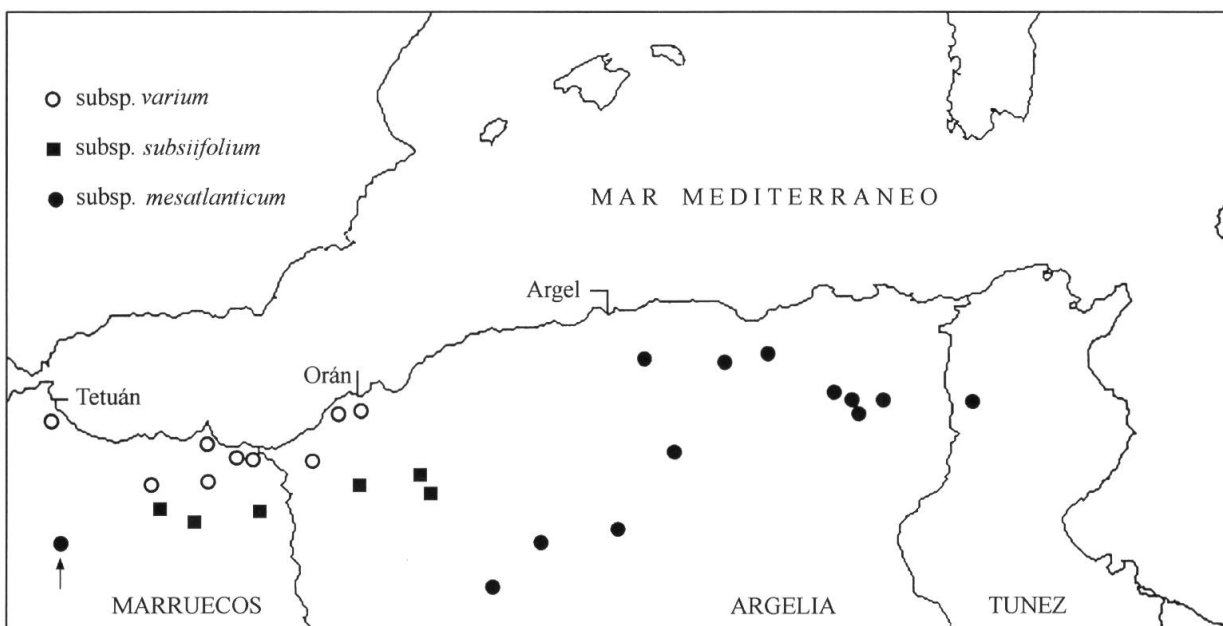 subsp. varium
subsp. subsiifolium
subsp. mesatlanticum
MAR MEDITERRANEO
Argel
Orán
Tetuán
MARRUECOS
ARGELIA
TUNEZ